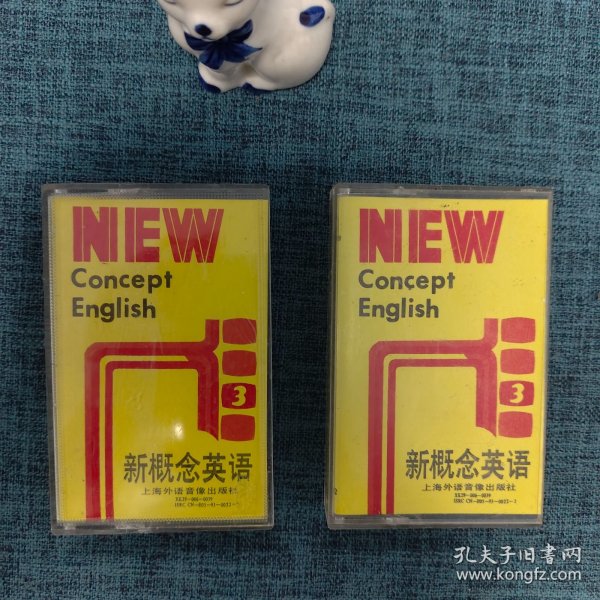 NEW
Concept
English
3
新概念英语
上海外语音像出版社
NEW
Concept
English
3
新概念英语
上海外语音像出版社
孔夫子旧书网
www.kongfz.com